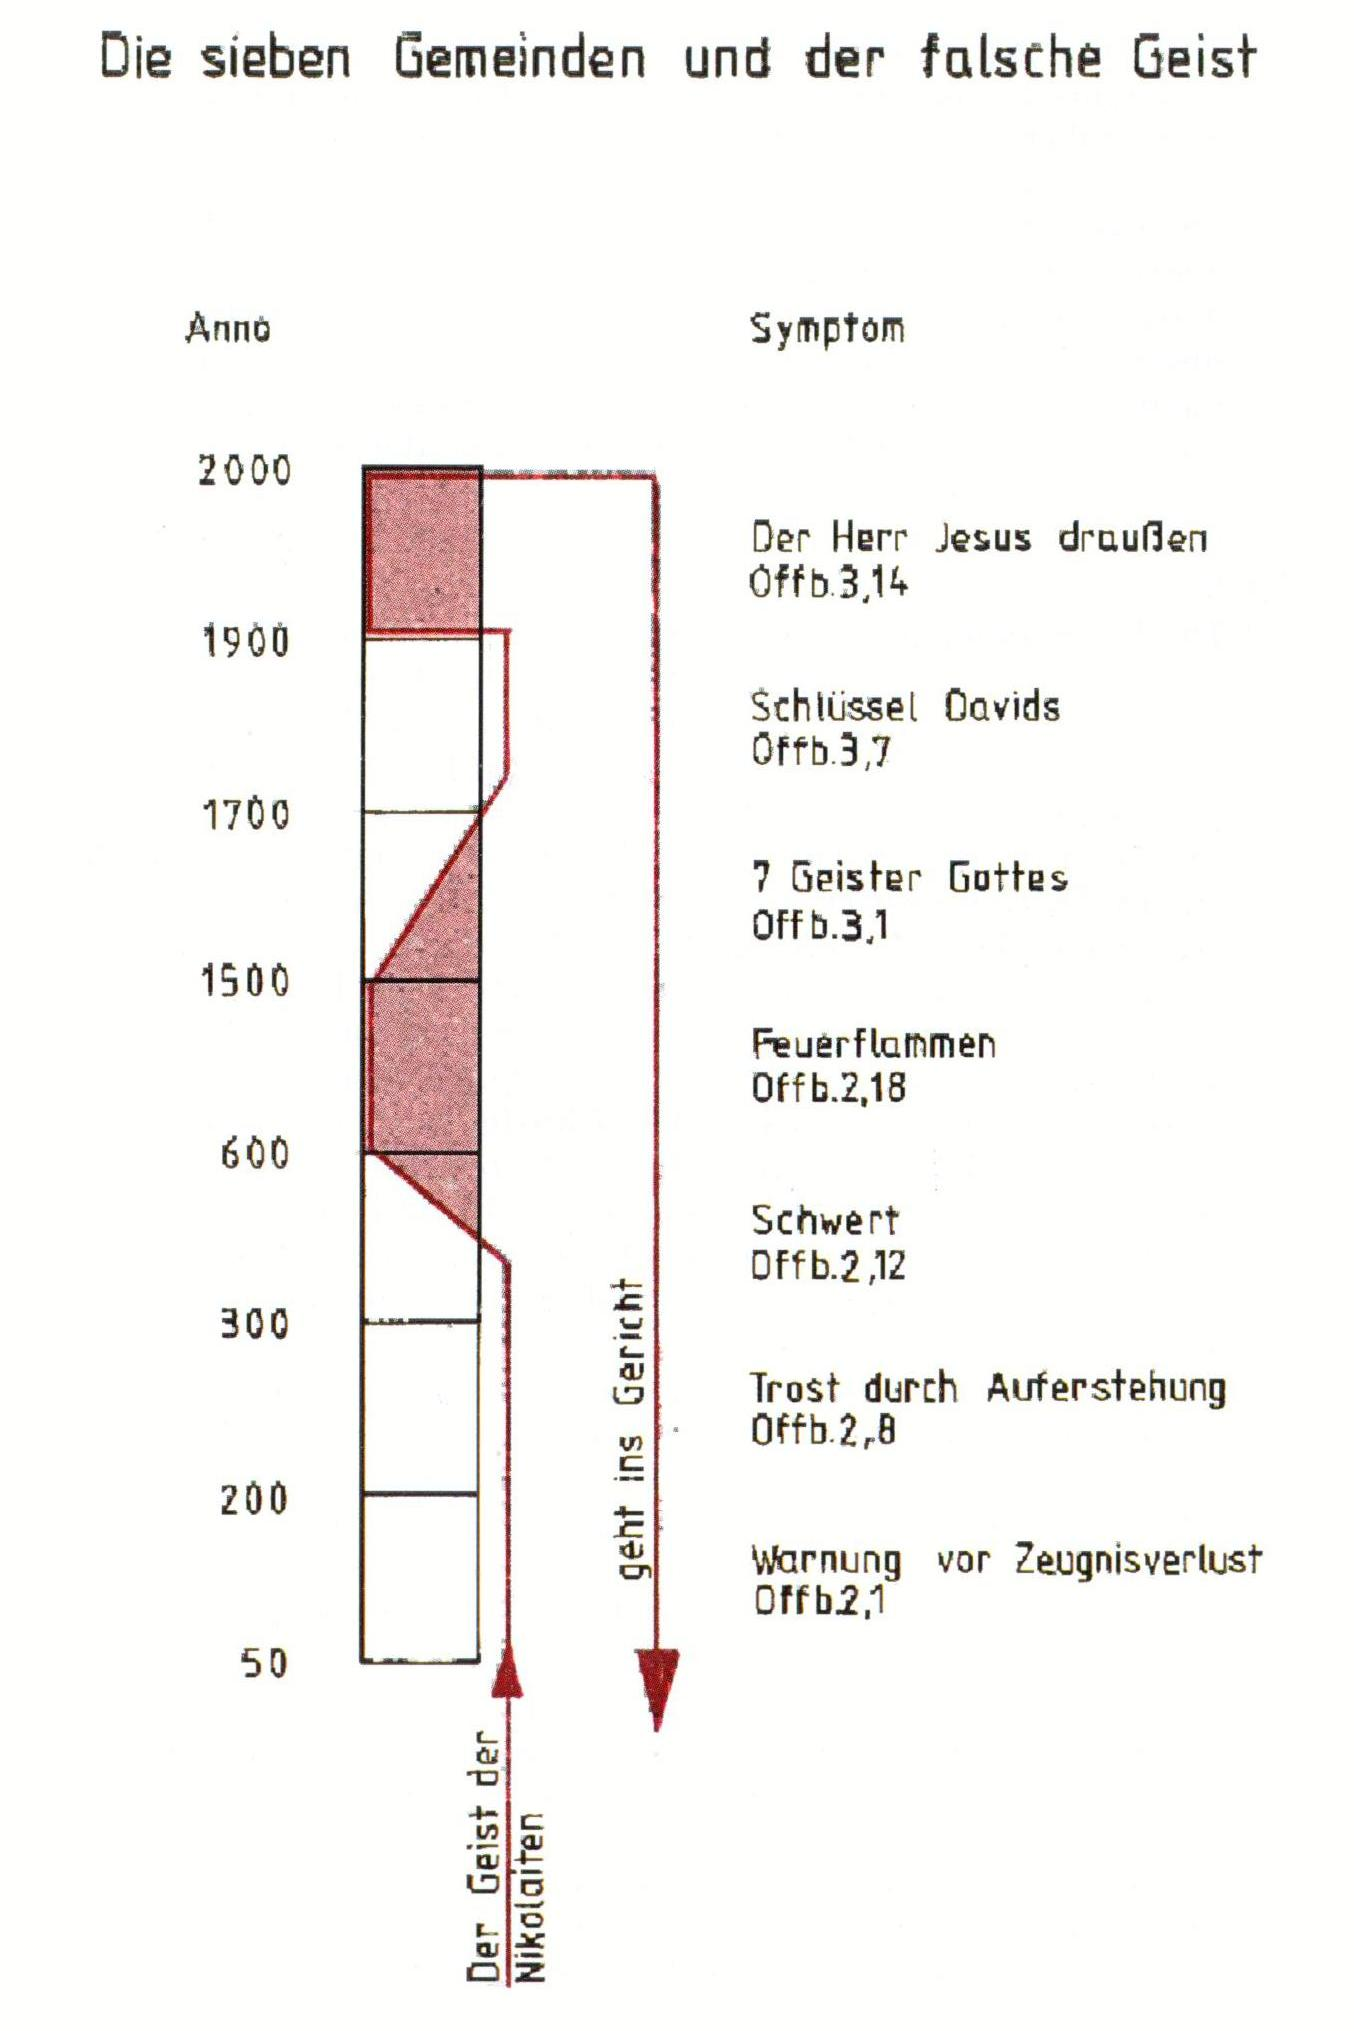 Die sieben Gemeinden und der falsche Geist
Anno
Symptom
2000
Der Herr Jesus draußen
Offb.3,14
1900
Schlüssel Davids
Offb.3,7
1700
7 Geister Gottes
Offb.3,1
1500
Feuerflammen
Offb.2,18
600
Schwert
Offb.2,12
300
Trost durch Auferstehung
Offb.2,8
200
Warnung vor Zeugnisverlust
Offb2,1
50
geht ins Gericht
Der Geist der
Nikolaiten